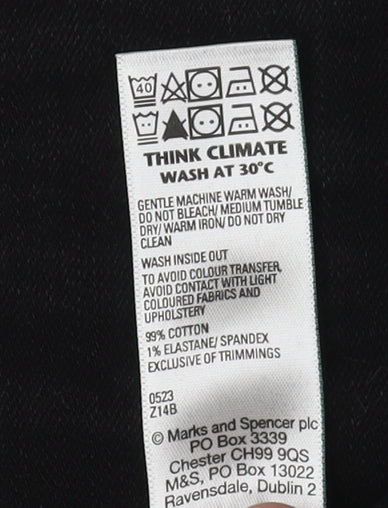 40
THINK CLIMATE
WASH AT 30°C
GENTLE MACHINE WARM WASH/
DO NOT BLEACH/ MEDIUM TUMBLE
DRY/ WARM IRON/ DO NOT DRY
CLEAN
WASH INSIDE OUT
TO AVOID COLOUR TRANSFER,
AVOID CONTACT WITH LIGHT
COLOURED FABRICS AND
UPHOLSTERY
99% COTTON
1% ELASTANE/ SPANDEX
EXCLUSIVE OF TRIMMINGS
0523
Z14B
© Marks and Spencer plc
PO Box 3339
Chester CH99 9QS
M&S, PO Box 13022
Ravensdale, Dublin 2